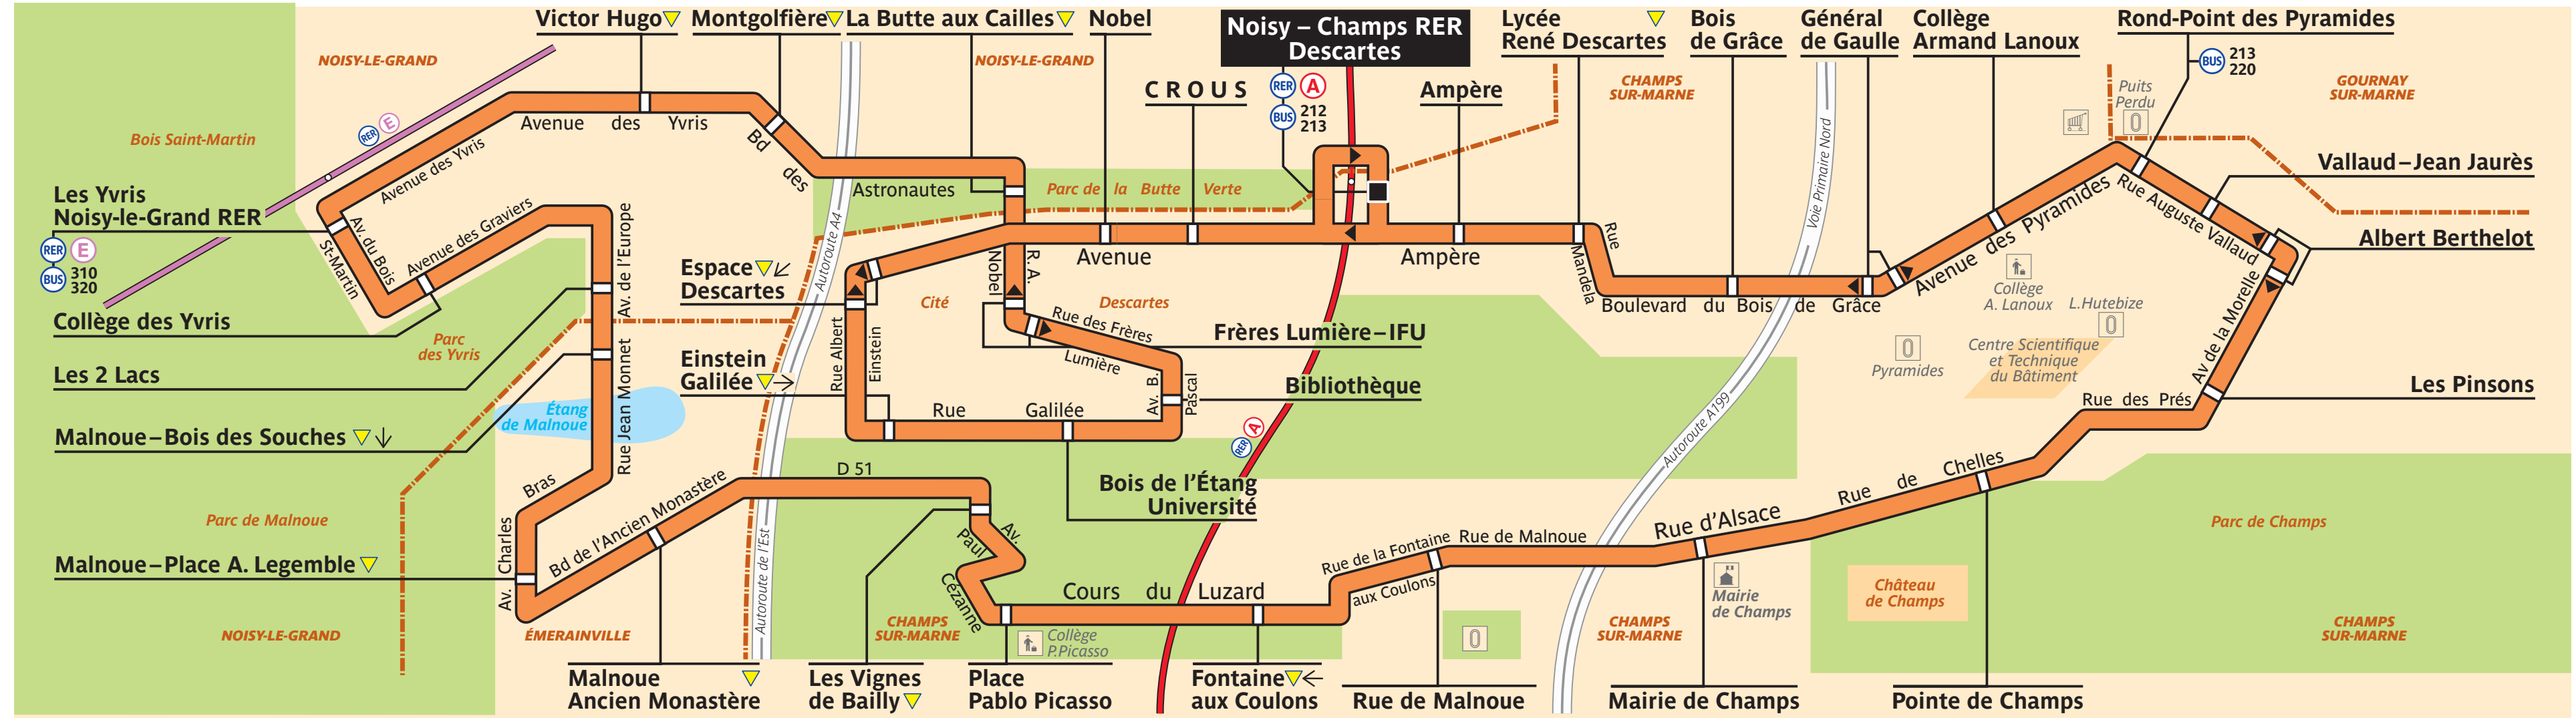 Victor Hugo
Montgolfière
La Butte aux Cailles
Nobel
Noisy – Champs RER
Descartes
Lycée
René Descartes
Bois
de Grâce
Général
de Gaulle
Collège
Armand Lanoux
Rond-Point des Pyramides
BUS 213
220
NOISY-LE-GRAND
NOISY-LE-GRAND
CROUS
RER A
BUS 212
213
Ampère
CHAMPS
SUR-MARNE
GOURNAY
SUR-MARNE
Puits
Perdu
Bois Saint-Martin
RER E
Avenue des Yvris
Avenue des Yvris
Bd
des
Astronautes
Parc de la Butte Verte
Autoroute A4
Voie Primaire Nord
Vallaud–Jean Jaurès
Albert Berthelot
Les Yvris
Noisy-le-Grand RER
RER E
BUS 310
320
Av. du Bois
St-Martin
Avenue des Graviers
Av. de l'Europe
Collège des Yvris
Parc
des Yvris
Les 2 Lacs
Malnoue–Bois des Souches
Étang
de Malnoue
Rue Jean Monnet
Espace
Descartes
Einstein
Galilée
Rue Albert
Einstein
Cité
Descartes
R. A.
Nobel
Avenue
Ampère
Rue
Mandela
Boulevard du Bois de Grâce
Avenue des Pyramides
Rue Auguste Vallaud
Av de la Morelle
Rue des Frères
Lumière
Frères Lumière–IFU
Av. B.
Pascal
Bibliothèque
Rue Galilée
Bois de l'Étang
Université
RER A
Collège
A. Lanoux
L.Hutebize
Pyramides
Centre Scientifique
et Technique
du Bâtiment
Les Pinsons
Rue des Prés
Autoroute A199
Rue de Chelles
Rue d'Alsace
Rue de Malnoue
Rue de la Fontaine
aux Coulons
Parc de Malnoue
Bras
Av. Charles
Malnoue–Place A. Legemble
Bd de l'Ancien Monastère
D 51
Autoroute de l'Est
Av.
Paul
Cézanne
Cours du Luzard
Collège
P.Picasso
CHAMPS
SUR-MARNE
NOISY-LE-GRAND
ÉMERAINVILLE
CHAMPS
SUR-MARNE
Mairie
de Champs
Château
de Champs
Parc de Champs
CHAMPS
SUR-MARNE
Malnoue
Ancien Monastère
Les Vignes
de Bailly
Place
Pablo Picasso
Fontaine
aux Coulons
Rue de Malnoue
Mairie de Champs
Pointe de Champs